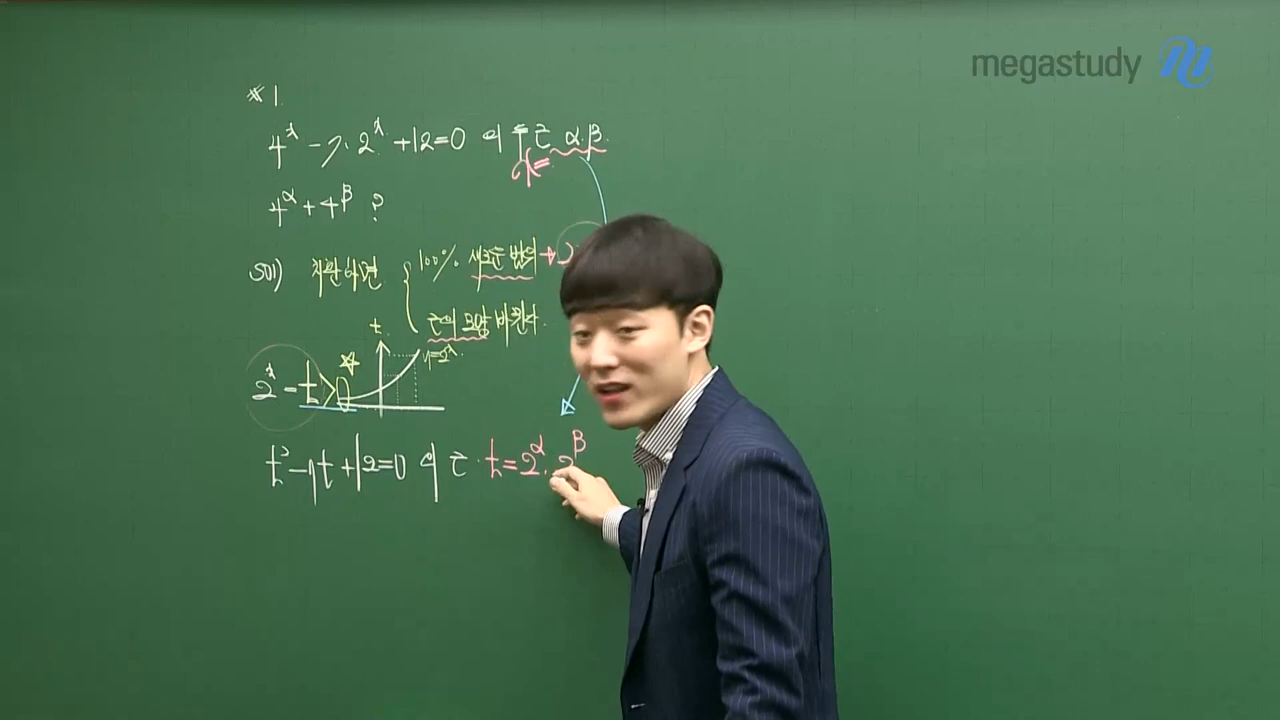 megastudy
※1.
4^x - 7·2^x + 12 = 0 의 두 근 α, β.
x =
4^α + 4^β ?
sol) 치환하면 { 100% 새로운 범위 →
근의 모양 바뀐다.
t
y=2^x
2^x = t > 0 ☆
t² - 7t + 12 = 0 의 근. t = 2^α, 2^β